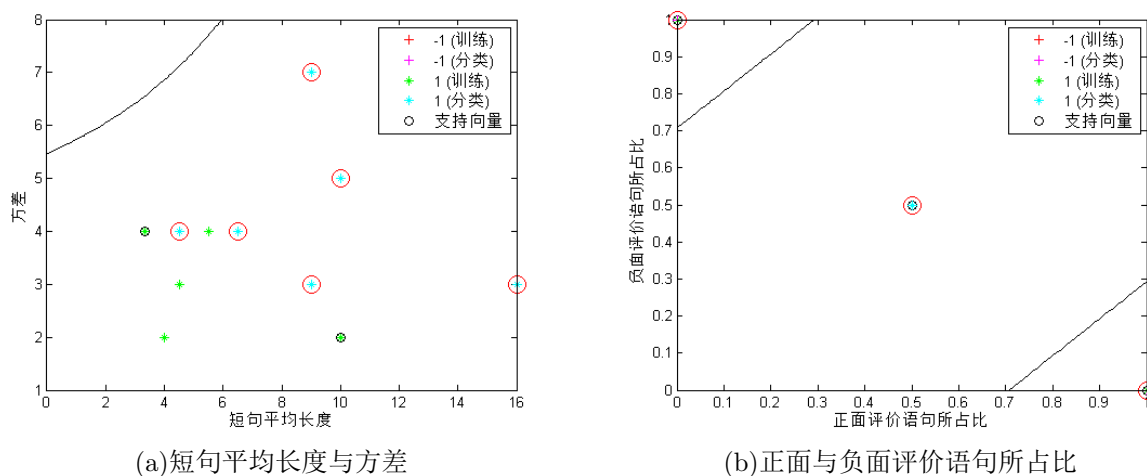 8
7
6
5
4
3
2
1
0
2
4
6
8
10
12
14
16
方差
短句平均长度
-1 (训练)
-1 (分类)
1 (训练)
1 (分类)
支持向量
(a)短句平均长度与方差
1
0.9
0.8
0.7
0.6
0.5
0.4
0.3
0.2
0.1
0
0
0.1
0.2
0.3
0.4
0.5
0.6
0.7
0.8
0.9
负面评价语句所占比
正面评价语句所占比
-1 (训练)
-1 (分类)
1 (训练)
1 (分类)
支持向量
(b)正面与负面评价语句所占比